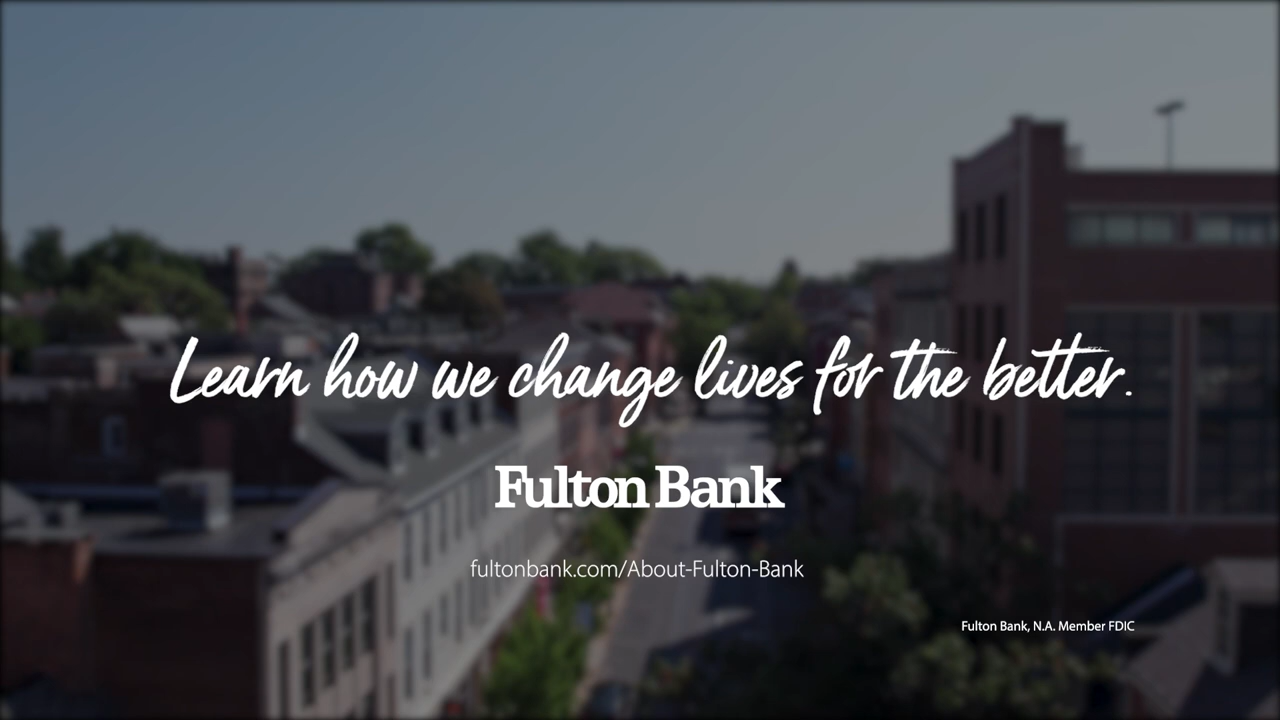 Learn how we change lives for the better.
Fulton Bank
fultonbank.com/About-Fulton-Bank
Fulton Bank, N.A. Member FDIC